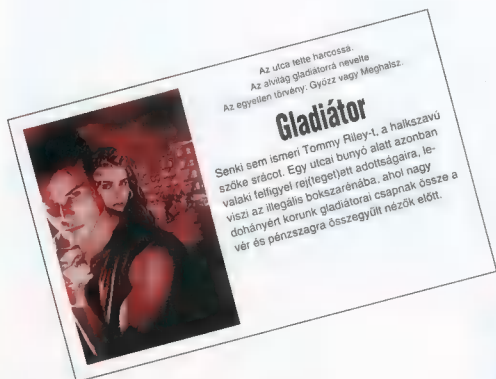 Az utca tette harcossá.
Az alvilág gladiátorrá nevelte
Az egyetlen törvény: Győzz vagy Meghalsz.
Gladiátor
Senki sem ismeri Tommy Riley-t, a halkszavú
szőke srácot. Egy utcai bunyó alatt azonban
valaki felfigyel rej(teget)ett adottságaira, le-
viszi az illegális bokszarénába, ahol nagy
dohányért korunk gladiátorai csapnak össze a
vér és pénzszagra összegyűlt nézők előtt.